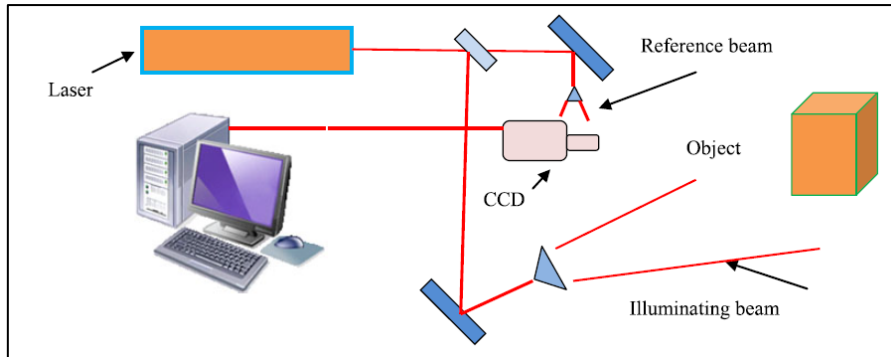 Reference beam
Laser
Object
CCD
Illuminating beam